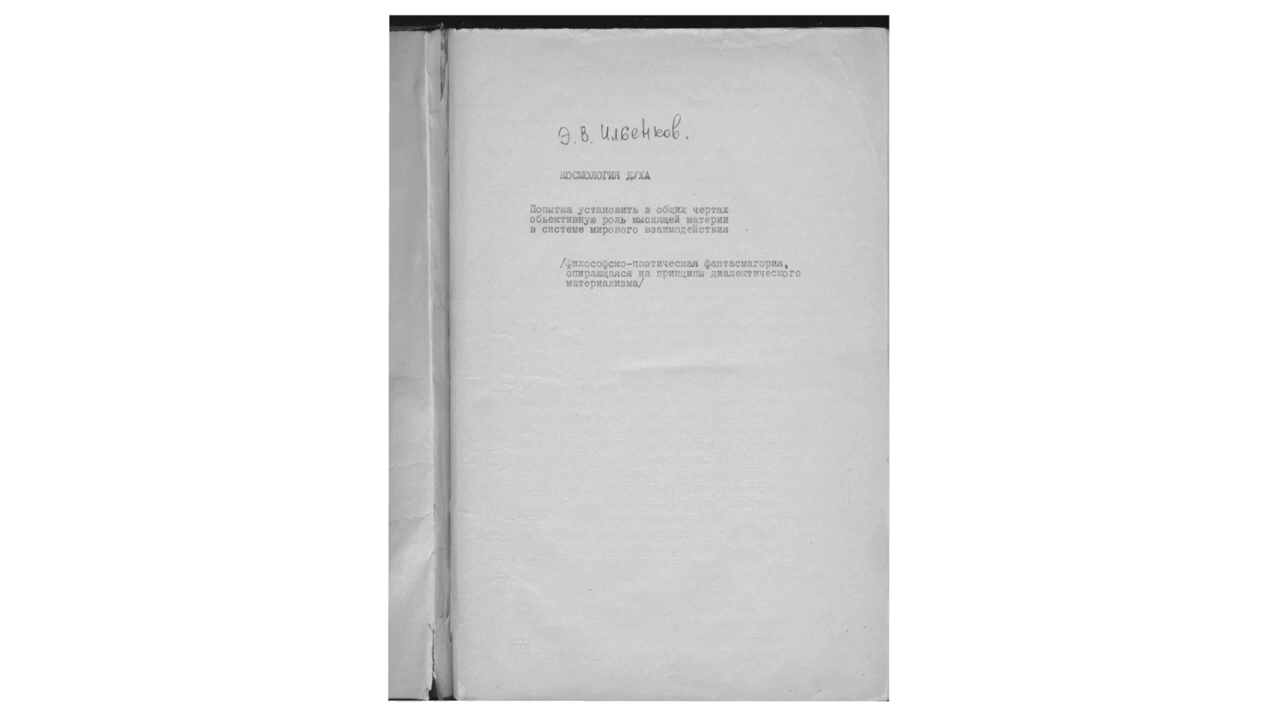 Э.В. Ильенков.
КОСМОЛОГИЯ ДУХА
Попытка установить в общих чертах
объективную роль мыслящей материи
в системе мирового взаимодействия
/философско-поэтическая фантасмагория,
опирающаяся на принципы диалектического
материализма/